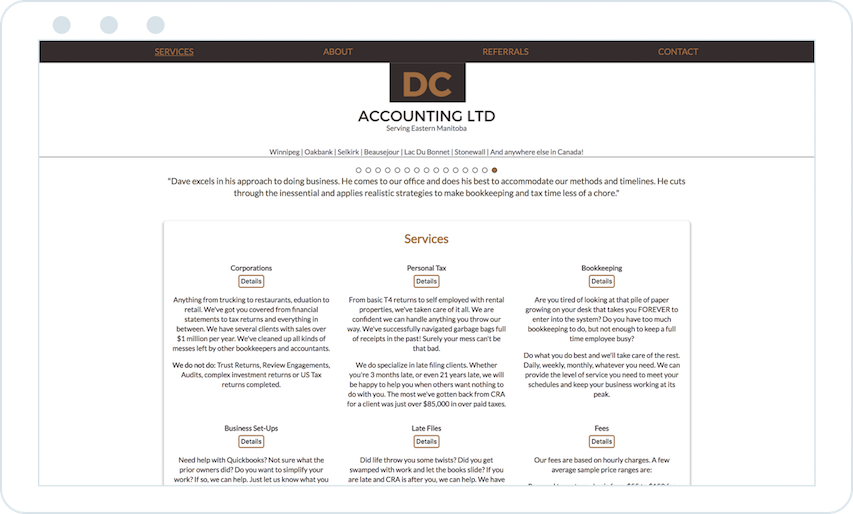 SERVICES ABOUT REFERRALS CONTACT
DC
ACCOUNTING LTD
Serving Eastern Manitoba
Winnipeg | Oakbank | Selkirk | Beausejour | Lac Du Bonnet | Stonewall | And anywhere else in Canada!
"Dave excels in his approach to doing business. He comes to our office and does his best to accommodate our methods and timelines. He cuts
through the inessential and applies realistic strategies to make bookkeeping and tax time less of a chore."
Services
Corporations
Details
Anything from trucking to restaurants, eduation to
retail. We've got you covered from financial
statements to tax returns and everything in
between. We have several clients with sales over
$1 million per year. We've cleaned up all kinds of
messes left by other bookkeepers and accountants.
We do not do: Trust Returns, Review Engagements,
Audits, complex investment returns or US Tax
returns completed.
Personal Tax
Details
From basic T4 returns to self employed with rental
properties, we've taken care of it all. We are
confident we can handle anything you throw our
way. We've successfully navigated garbage bags full
of receipts in the past! Surely your mess can't be
that bad.
We do specialize in late filing clients. Whether
you're 3 months late, or even 21 years late, we will
be happy to help you when others want nothing to
do with you. The most we've gotten back from CRA
for a client was just over $85,000 in over paid taxes.
Bookkeeping
Details
Are you tired of looking at that pile of paper
growing on your desk that takes you FOREVER to
enter into the system? Do you have too much
bookkeeping to do, but not enough to keep a full
time employee busy?
Do what you do best and we'll take care of the rest.
Daily, weekly, monthly, whatever you need. We can
provide the level of service you need to meet your
schedules and keep your business working at its
peak.
Business Set-Ups
Details
Need help with Quickbooks? Not sure what the
prior owners did? Do you want to simplify your
work? If so, we can help. Just let us know what you
Late Files
Details
Did life throw you some twists? Did you get
swamped with work and let the books slide? If you
are late and CRA is after you, we can help. We have
Fees
Details
Our fees are based on hourly charges. A few
average sample price ranges are: